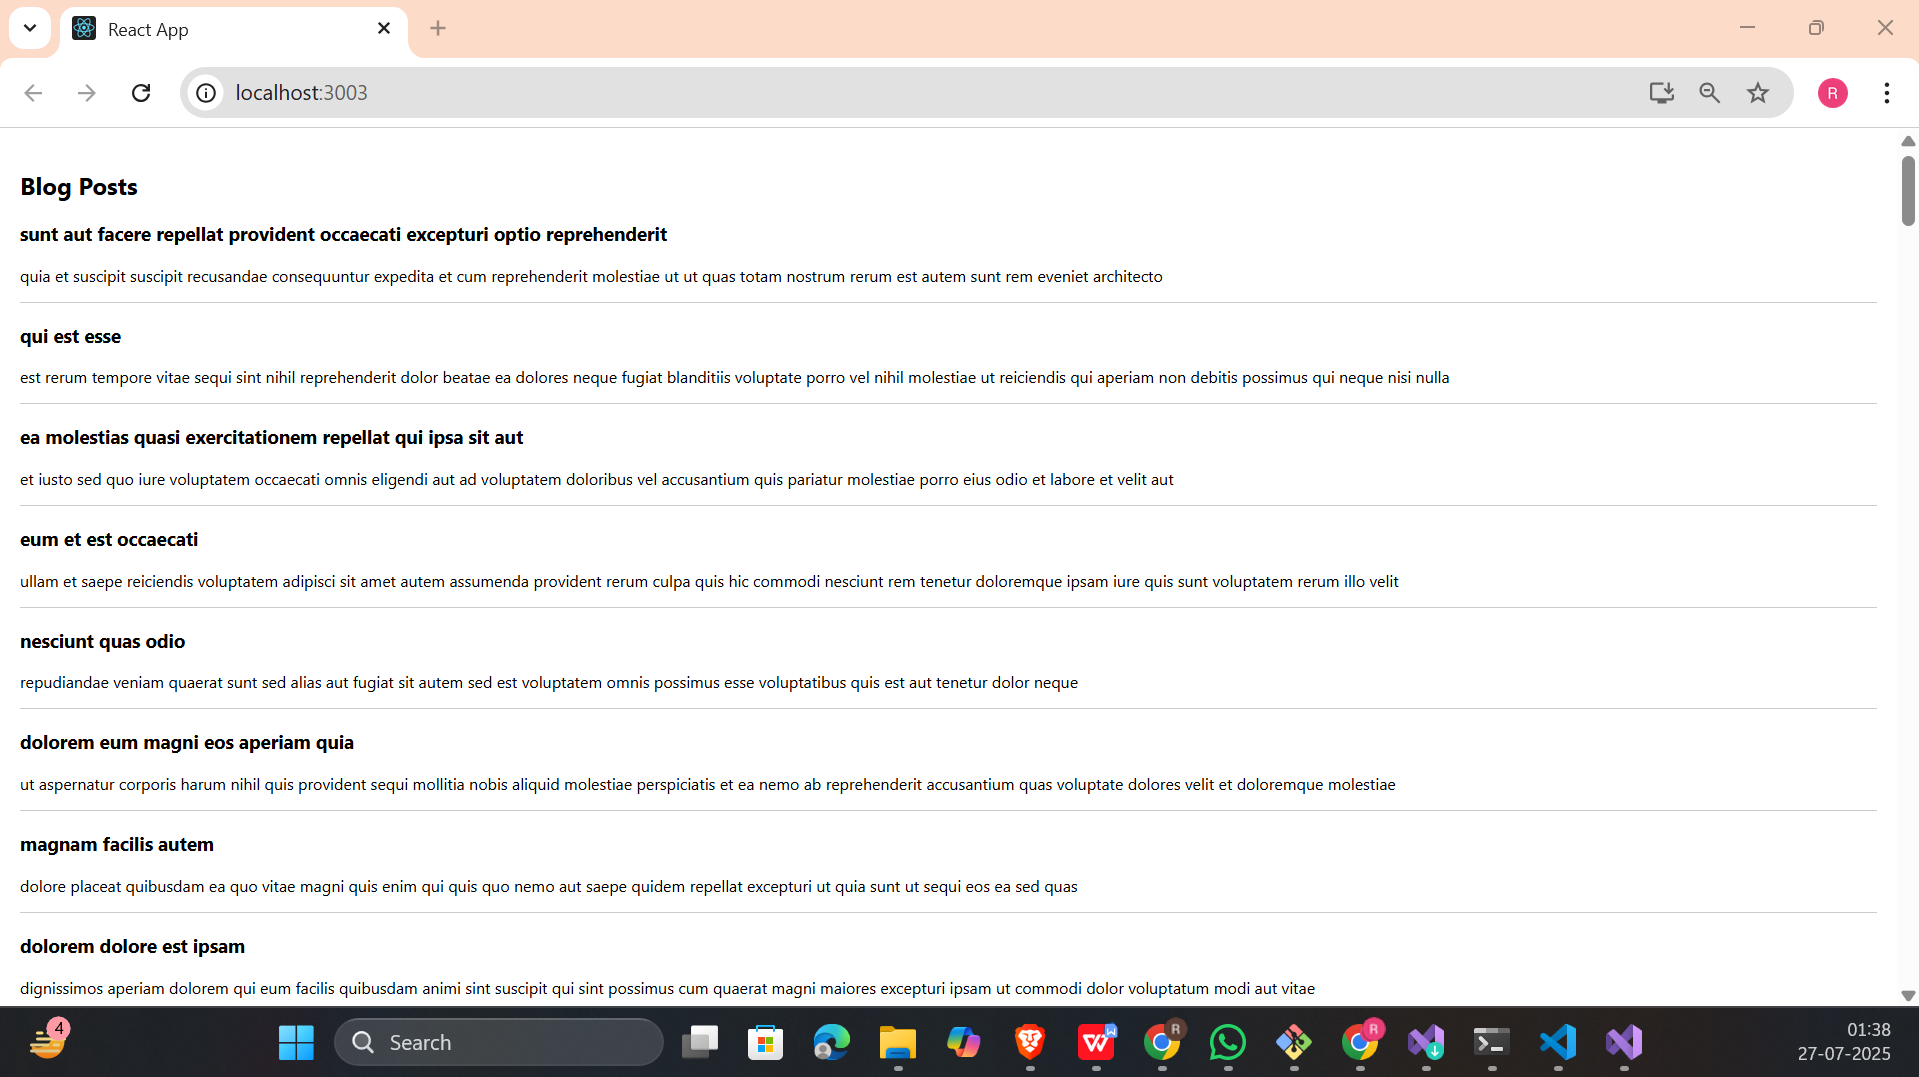 React App
localhost:3003
R
Blog Posts
sunt aut facere repellat provident occaecati excepturi optio reprehenderit
quia et suscipit suscipit recusandae consequuntur expedita et cum reprehenderit molestiae ut ut quas totam nostrum rerum est autem sunt rem eveniet architecto
qui est esse
est rerum tempore vitae sequi sint nihil reprehenderit dolor beatae ea dolores neque fugiat blanditiis voluptate porro vel nihil molestiae ut reiciendis qui aperiam non debitis possimus qui neque nisi nulla
ea molestias quasi exercitationem repellat qui ipsa sit aut
et iusto sed quo iure voluptatem occaecati omnis eligendi aut ad voluptatem doloribus vel accusantium quis pariatur molestiae porro eius odio et labore et velit aut
eum et est occaecati
ullam et saepe reiciendis voluptatem adipisci sit amet autem assumenda provident rerum culpa quis hic commodi nesciunt rem tenetur doloremque ipsam iure quis sunt voluptatem rerum illo velit
nesciunt quas odio
repudiandae veniam quaerat sunt sed alias aut fugiat sit autem sed est voluptatem omnis possimus esse voluptatibus quis est aut tenetur dolor neque
dolorem eum magni eos aperiam quia
ut aspernatur corporis harum nihil quis provident sequi mollitia nobis aliquid molestiae perspiciatis et ea nemo ab reprehenderit accusantium quas voluptate dolores velit et doloremque molestiae
magnam facilis autem
dolore placeat quibusdam ea quo vitae magni quis enim qui quis quo nemo aut saepe quidem repellat excepturi ut quia sunt ut sequi eos ea sed quas
dolorem dolore est ipsam
dignissimos aperiam dolorem qui eum facilis quibusdam animi sint suscipit qui sint possimus cum quaerat magni maiores excepturi ipsam ut commodi dolor voluptatum modi aut vitae
4
Search
W
R
R
01:38
27-07-2025